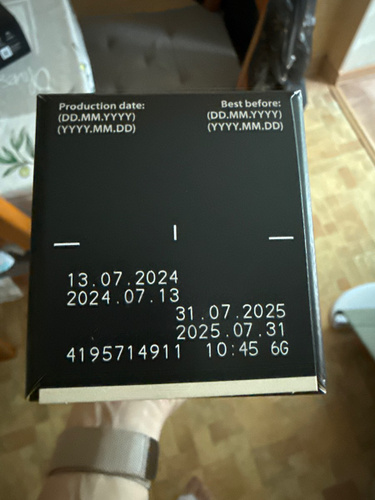 Production date:
(DD.MM.YYYY)
(YYYY.MM.DD)
Best before:
(DD.MM.YYYY)
(YYYY.MM.DD)
13.07.2024
2024.07.13
31.07.2025
2025.07.31
4195714911 10:45 6G